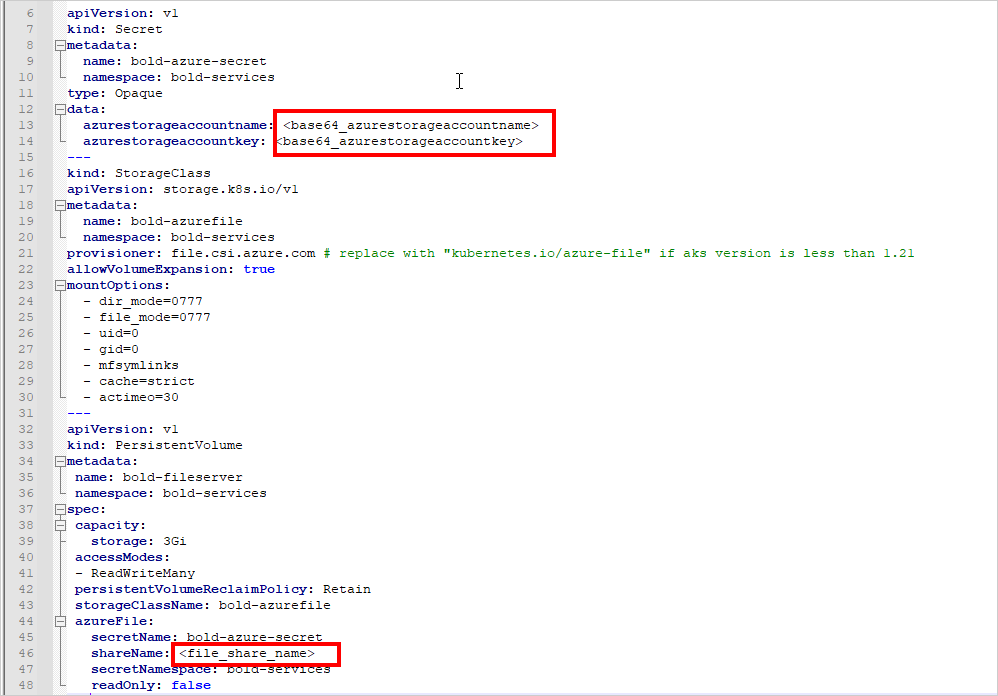 6 apiVersion: v1
7 kind: Secret
8 metadata:
9 name: bold-azure-secret
10 namespace: bold-services
11 type: Opaque
12 data:
13 azurestorageaccountname: <base64_azurestorageaccountname>
14 azurestorageaccountkey: <base64_azurestorageaccountkey>
15 ---
16 kind: StorageClass
17 apiVersion: storage.k8s.io/v1
18 metadata:
19 name: bold-azurefile
20 namespace: bold-services
21 provisioner: file.csi.azure.com # replace with "kubernetes.io/azure-file" if aks version is less than 1.21
22 allowVolumeExpansion: true
23 mountOptions:
24 - dir_mode=0777
25 - file_mode=0777
26 - uid=0
27 - gid=0
28 - mfsymlinks
29 - cache=strict
30 - actimeo=30
31 ---
32 apiVersion: v1
33 kind: PersistentVolume
34 metadata:
35 name: bold-fileserver
36 namespace: bold-services
37 spec:
38 capacity:
39 storage: 3Gi
40 accessModes:
41 - ReadWriteMany
42 persistentVolumeReclaimPolicy: Retain
43 storageClassName: bold-azurefile
44 azureFile:
45 secretName: bold-azure-secret
46 shareName: <file_share_name>
47 secretNamespace: bold-services
48 readOnly: false